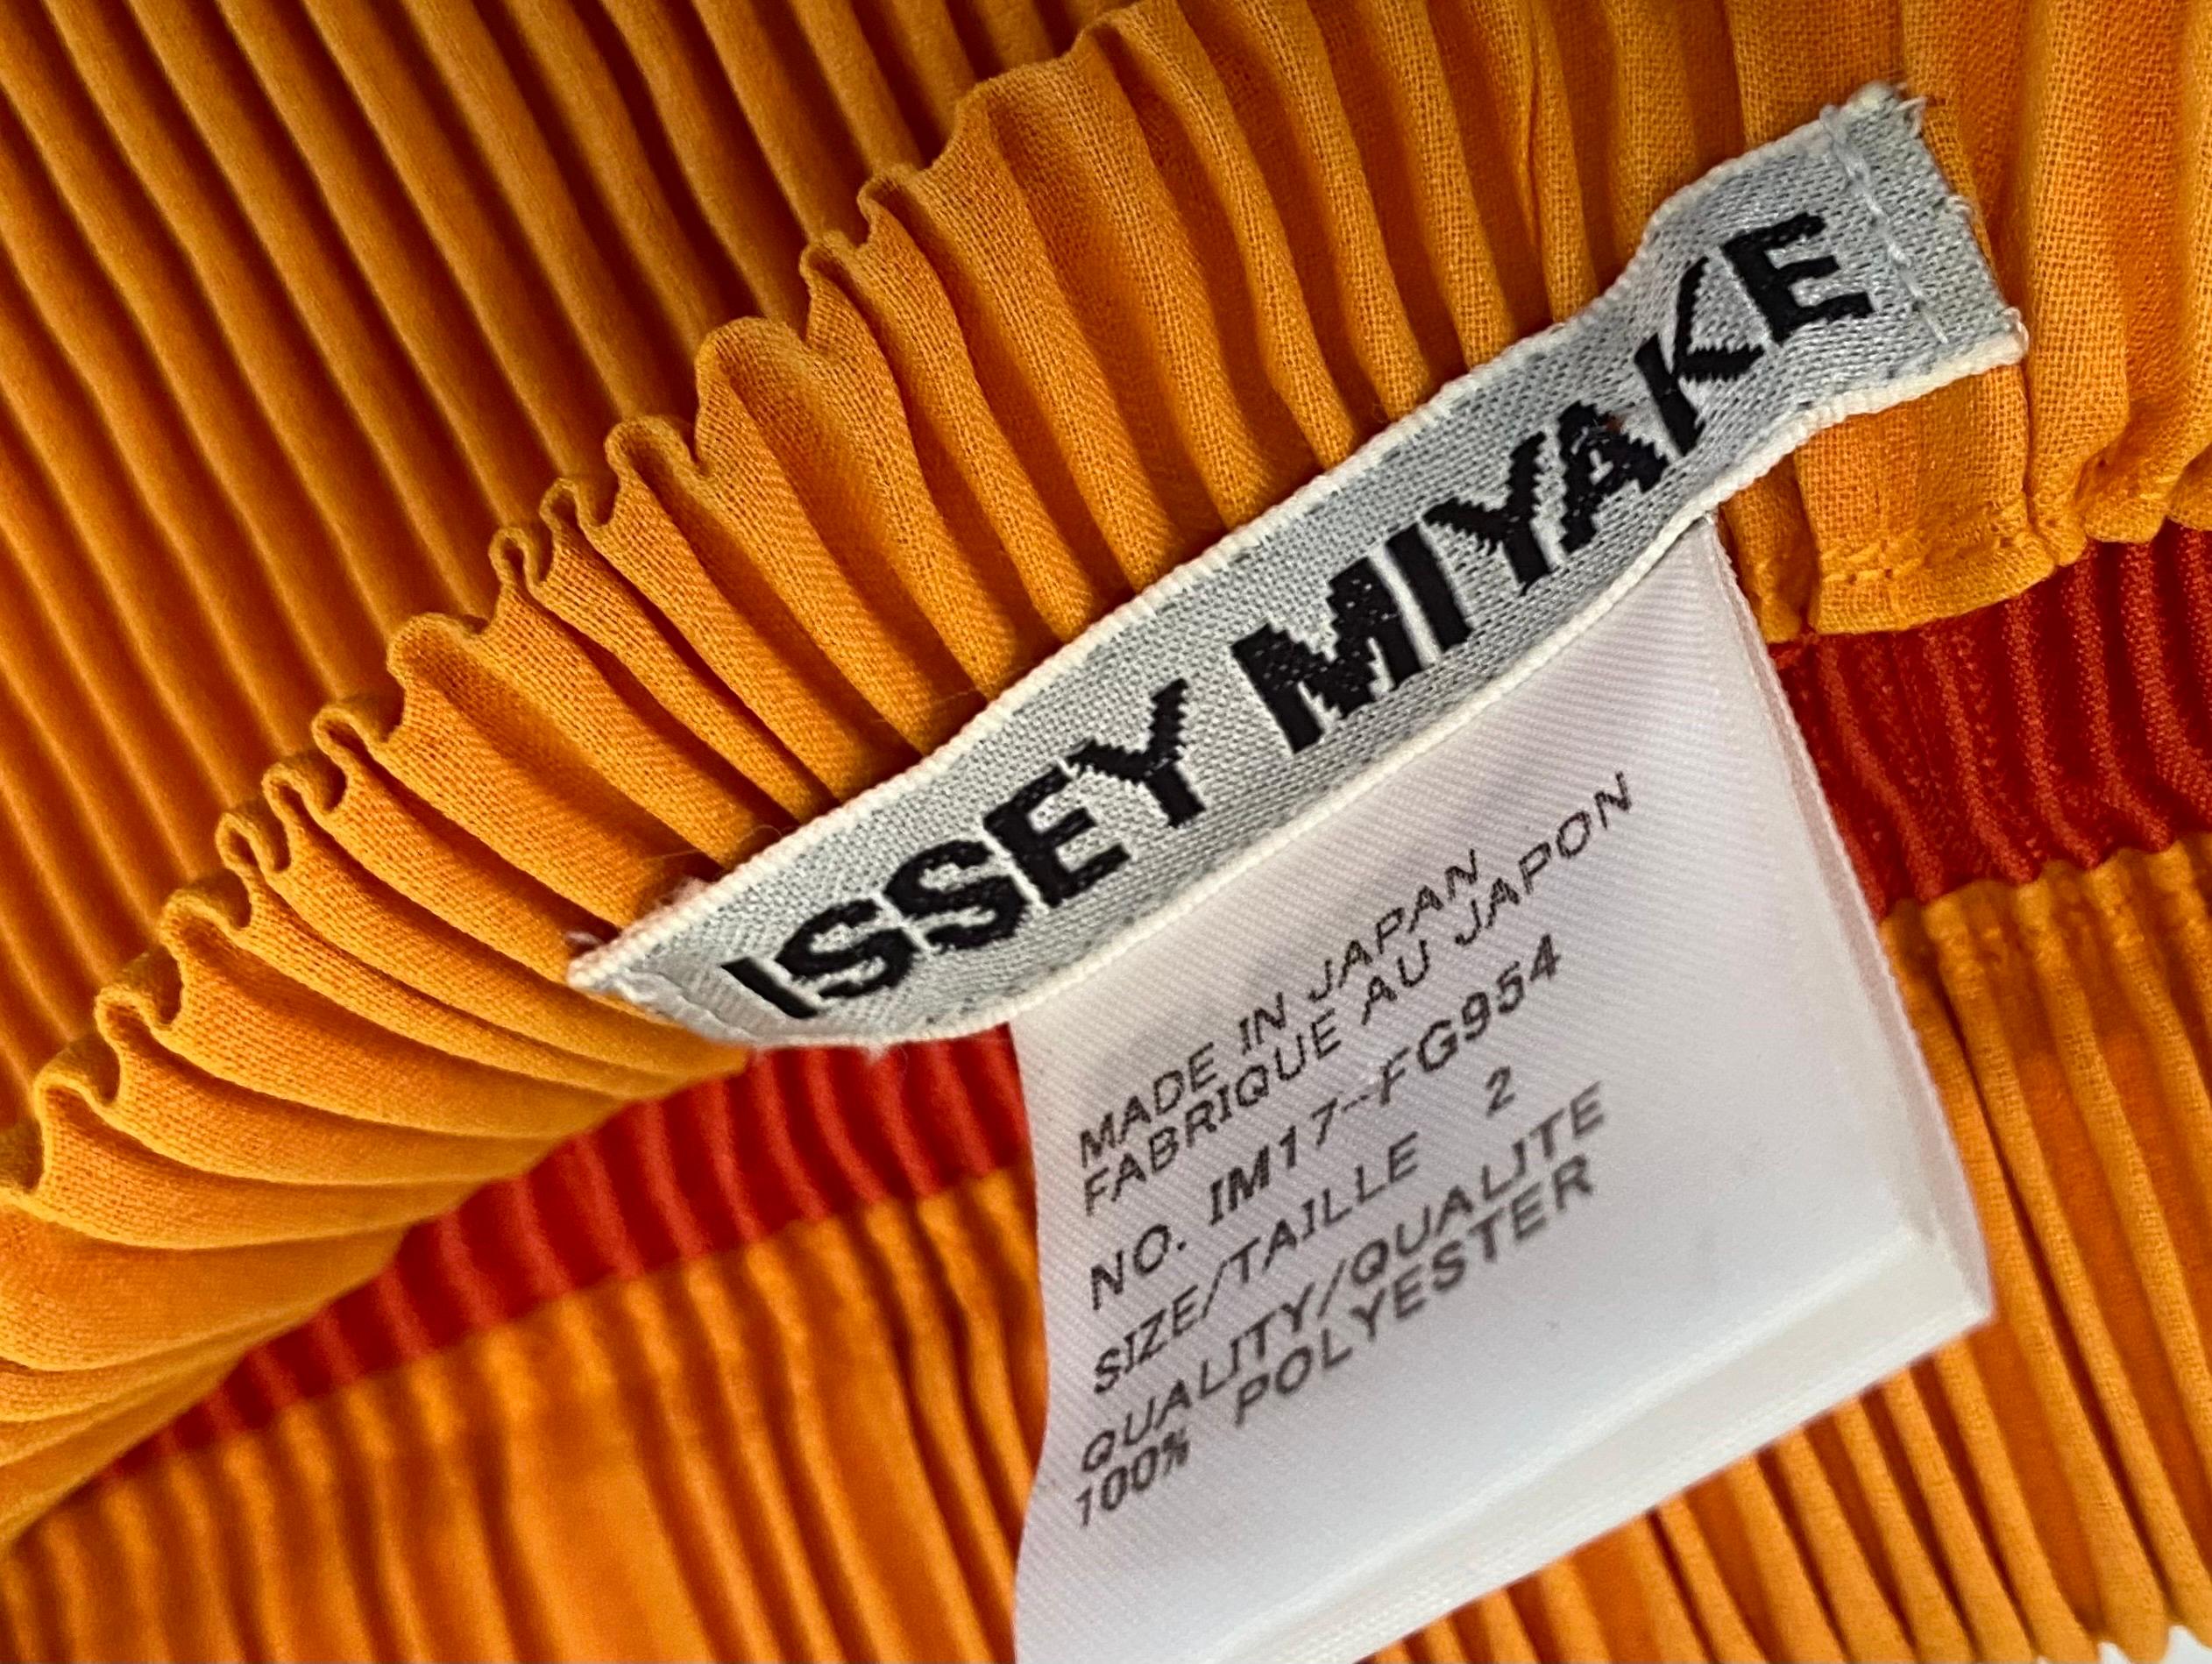 ISSEY MIYAKE
MADE IN JAPAN
FABRIQUE AU JAPON
NO. IM17-FG954
SIZE/TAILLE 2
QUALITY/QUALITE
100% POLYESTER